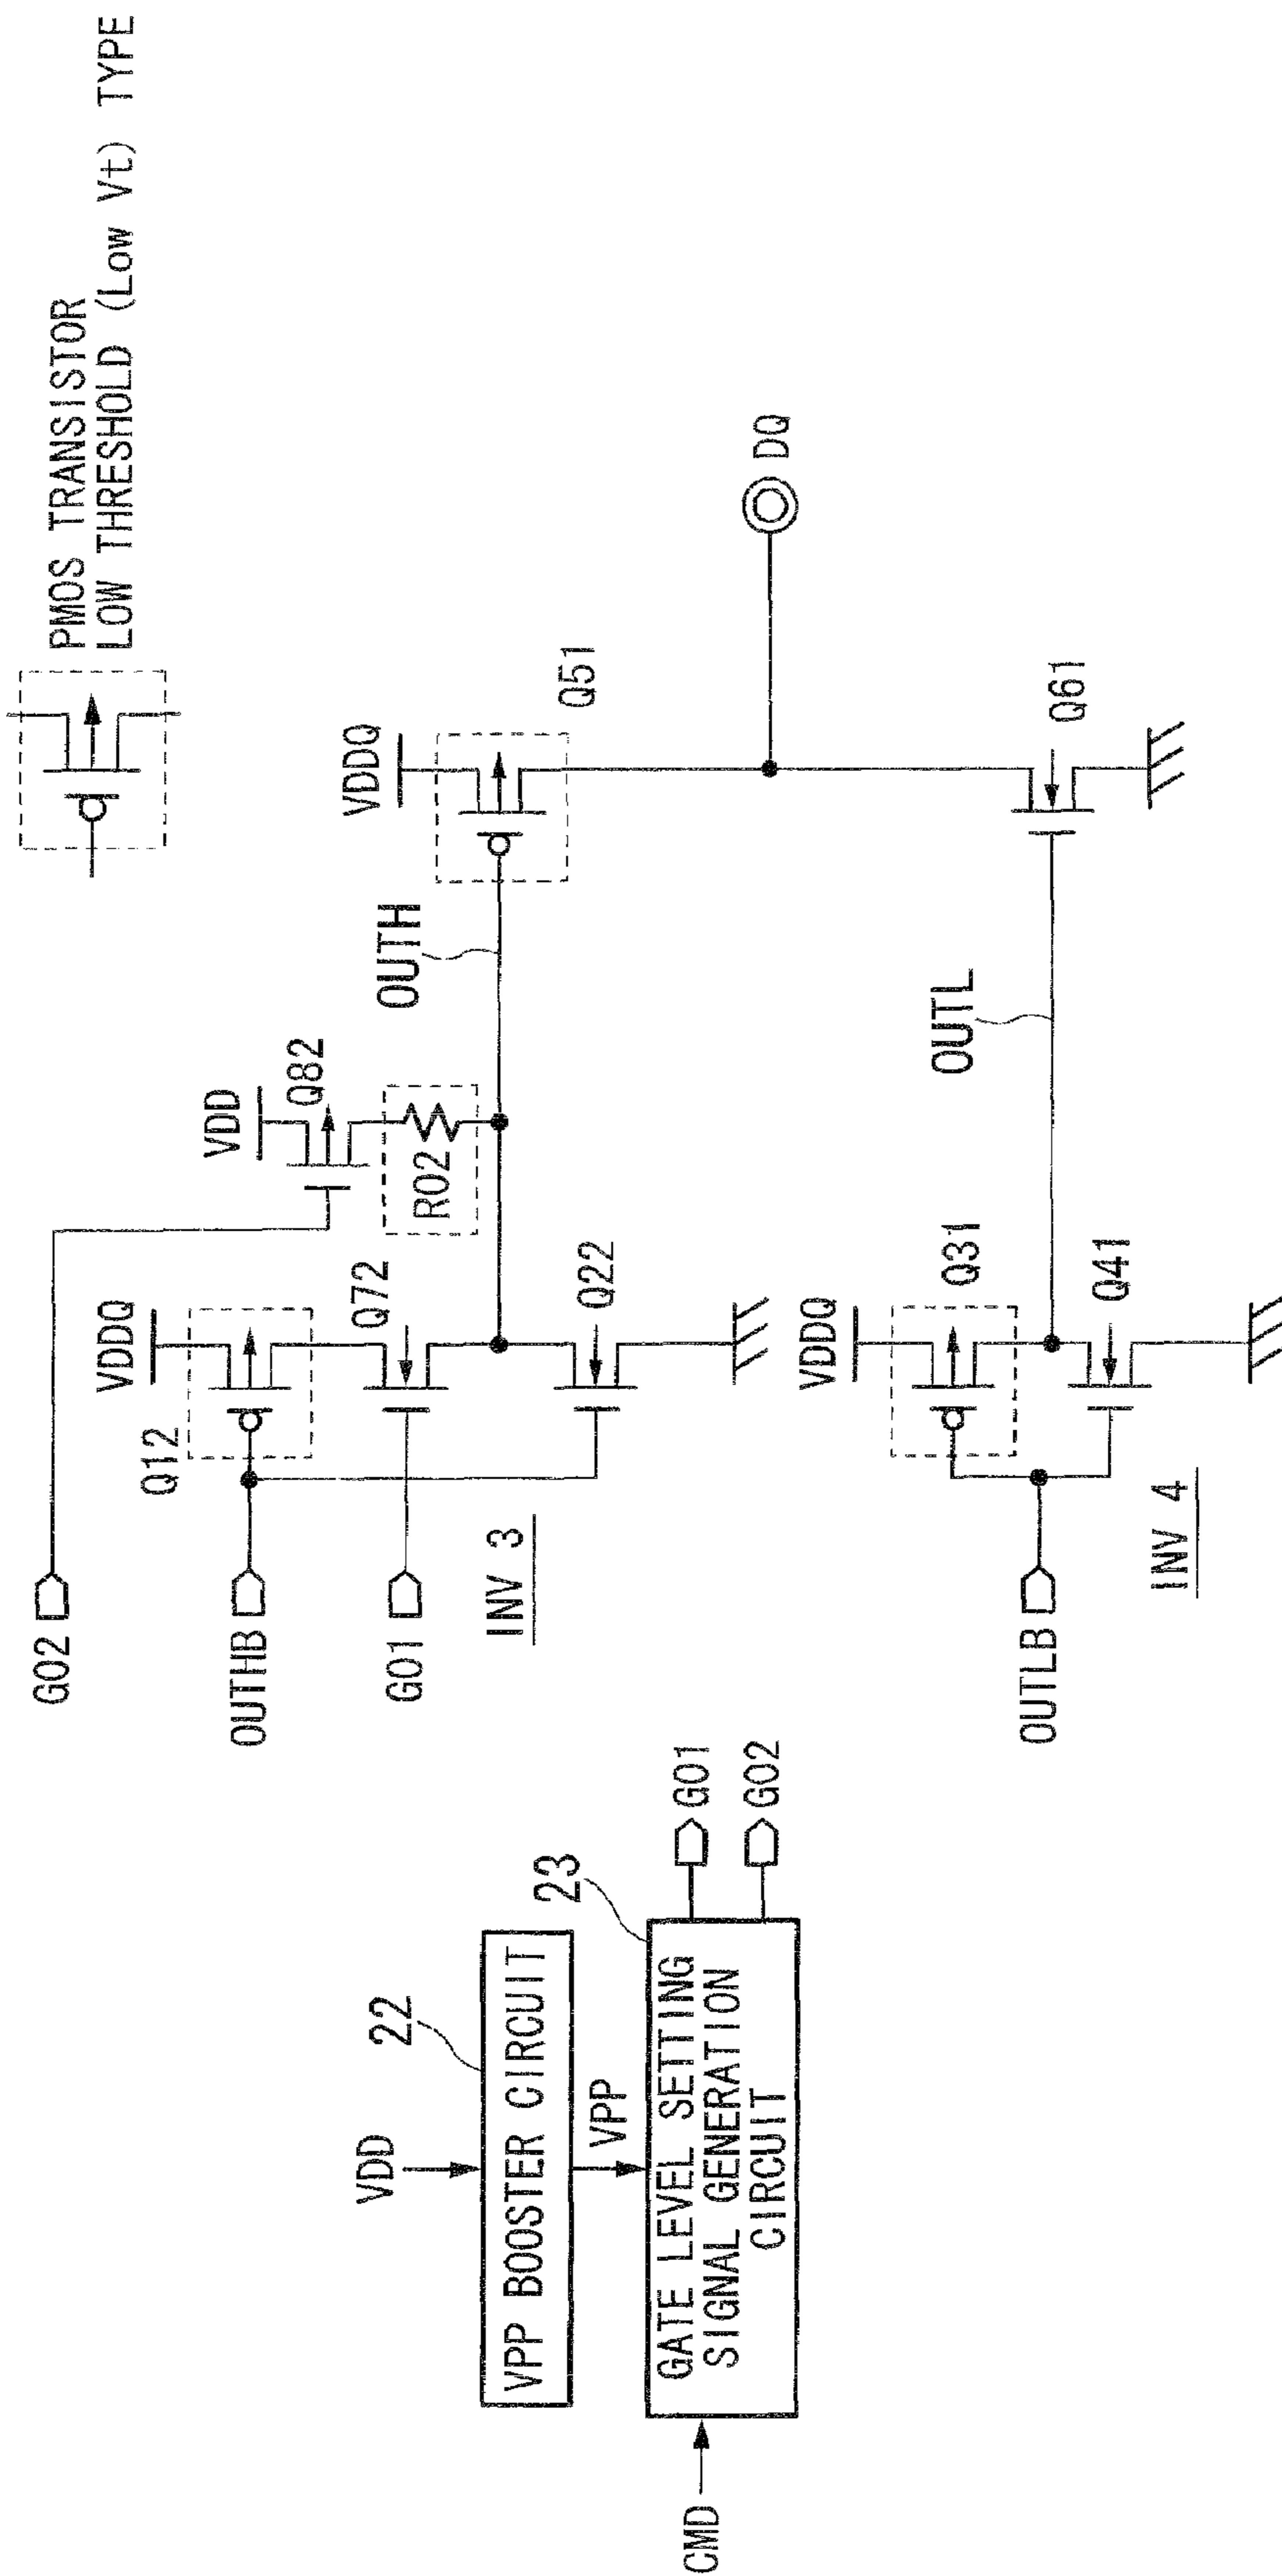 PMOS TRANSISTOR
LOW THRESHOLD (Low Vt) TYPE
G02
OUTHB
G01
Q12
VDDQ
Q72
Q22
INV 3
VDD
Q82
R02
OUTH
VDDQ
Q51
DQ
Q61
OUTL
VDDQ
Q31
Q41
OUTLB
INV 4
VDD
22
VPP BOOSTER CIRCUIT
VPP
23
GATE LEVEL SETTING
SIGNAL GENERATION
CIRCUIT
CMD
G01
G02